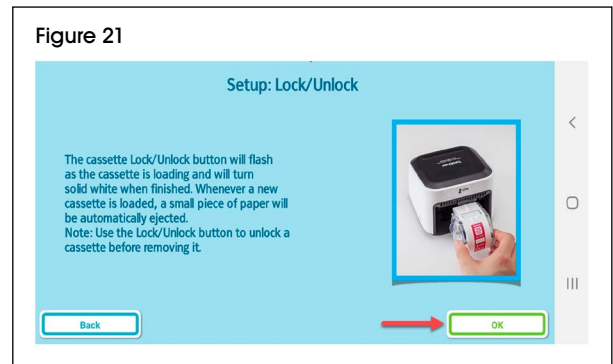 Figure 21
Setup: Lock/Unlock
The cassette Lock/Unlock button will flash
as the cassette is loading and will turn
solid white when finished. Whenever a new
cassette is loaded, a small piece of paper will
be automatically ejected.
Note: Use the Lock/Unlock button to unlock a
cassette before removing it.
Back
OK